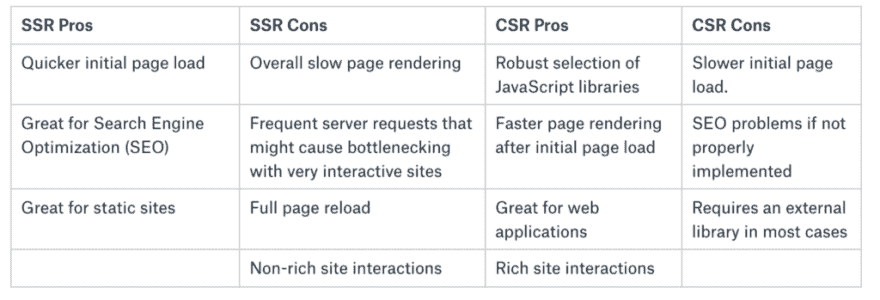 SSR Pros
SSR Cons
CSR Pros
CSR Cons
Quicker initial page load
Overall slow page rendering
Robust selection of
JavaScript libraries
Slower initial page
load.
Great for Search Engine
Optimization (SEO)
Frequent server requests that
might cause bottlenecking
with very interactive sites
Faster page rendering
after initial page load
SEO problems if not
properly
implemented
Great for static sites
Full page reload
Great for web
applications
Requires an external
library in most cases
Non-rich site interactions
Rich site interactions